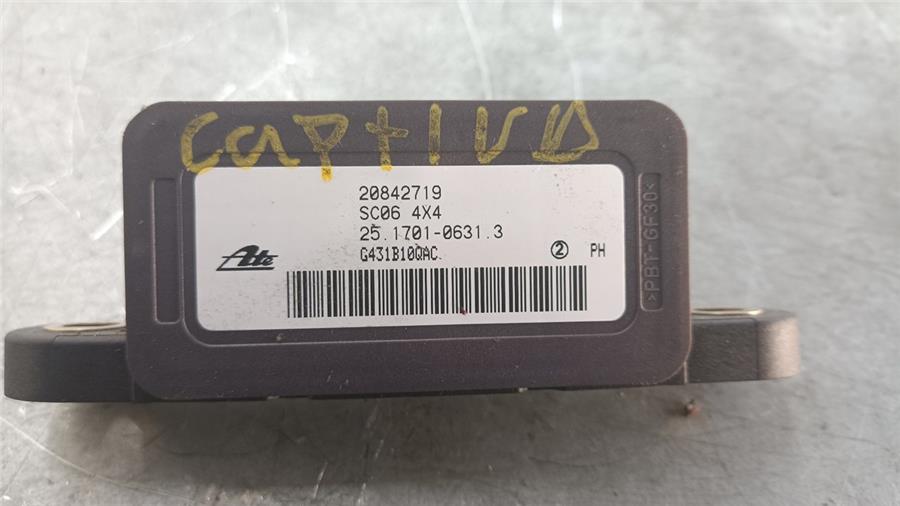 CaptIVA
20842719
SC06 4X4
25.1701-0631.3
Ate
G431B10QAC
② PH
>PBT-GF30<